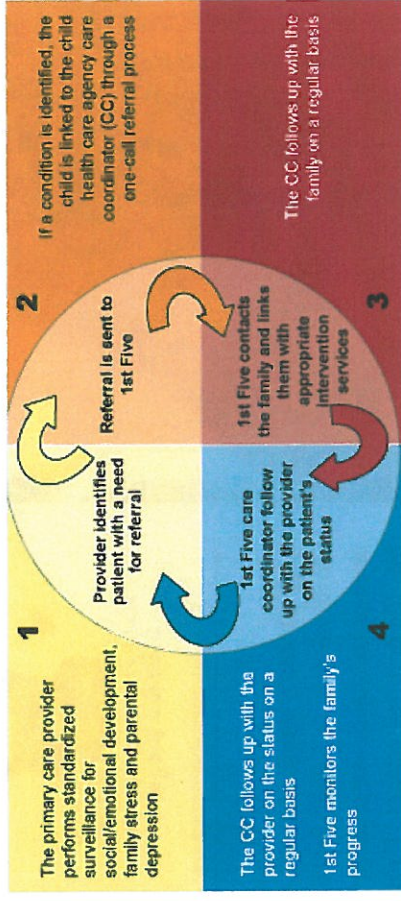 1
The primary care provider
performs standardized
surveillance for
social/emotional development,
family stress and parental
depression
Provider identifies
patient with a need
for referral
2
If a condition is identified, the
child is linked to the child
health care agency care
coordinator (CC) through a
one-call referral process
Referral is sent to
1st Five
3
1st Five contacts
the family and links
them with
appropriate
intervention
services
The CC follows up with the
family on a regular basis
4
1st Five care
coordinator follow
up with the provider
on the patient's
status
The CC follows up with the
provider on the status on a
regular basis
1st Five monitors the family's
progress